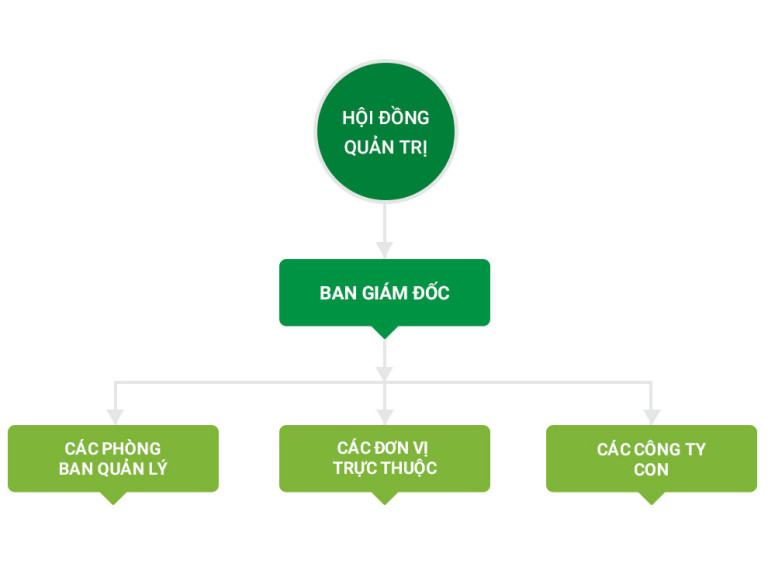 HỘI ĐỒNG
QUẢN TRỊ
BAN GIÁM ĐỐC
CÁC PHÒNG
BAN QUẢN LÝ
CÁC ĐƠN VỊ
TRỰC THUỘC
CÁC CÔNG TY
CON